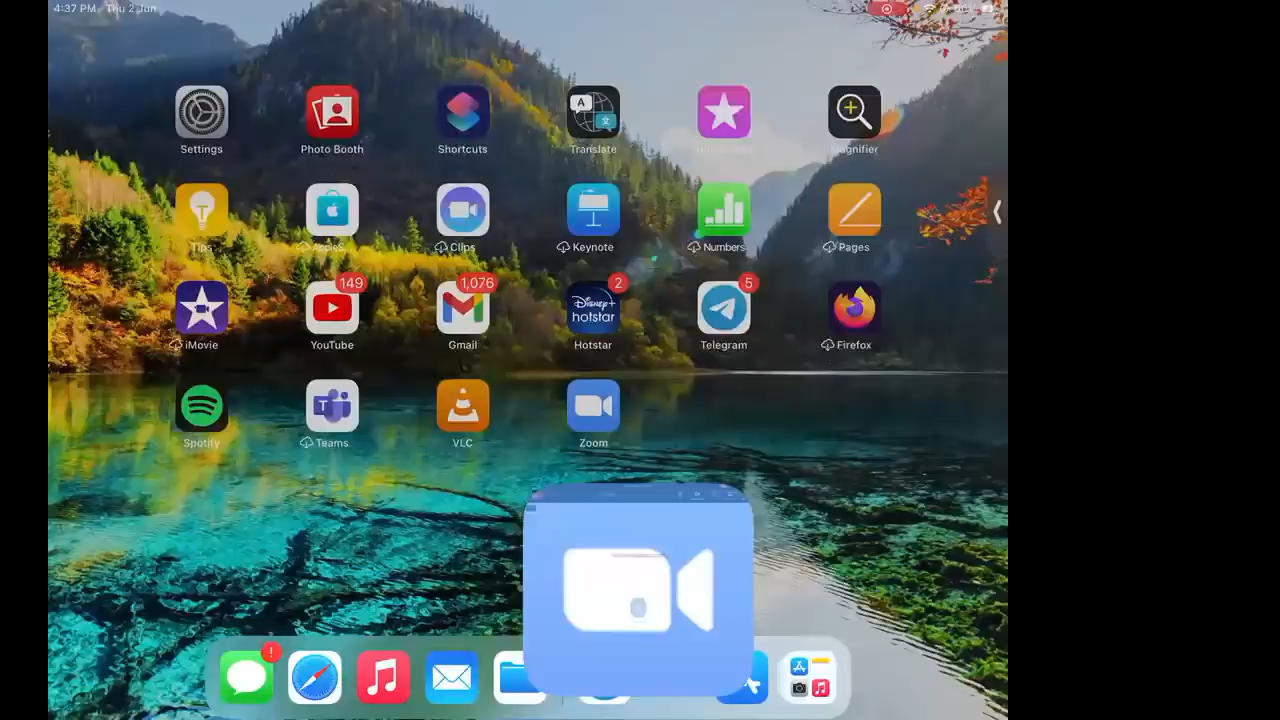 4:37 PM Thu 2 Jun
Settings
Photo Booth
Shortcuts
Translate
Magnifier
Tips
Apple S
Clips
Keynote
Numbers
Pages
149
1,076
2
5
Disney+
hotstar
iMovie
YouTube
Gmail
Hotstar
Telegram
Firefox
Spotify
Teams
VLC
Zoom